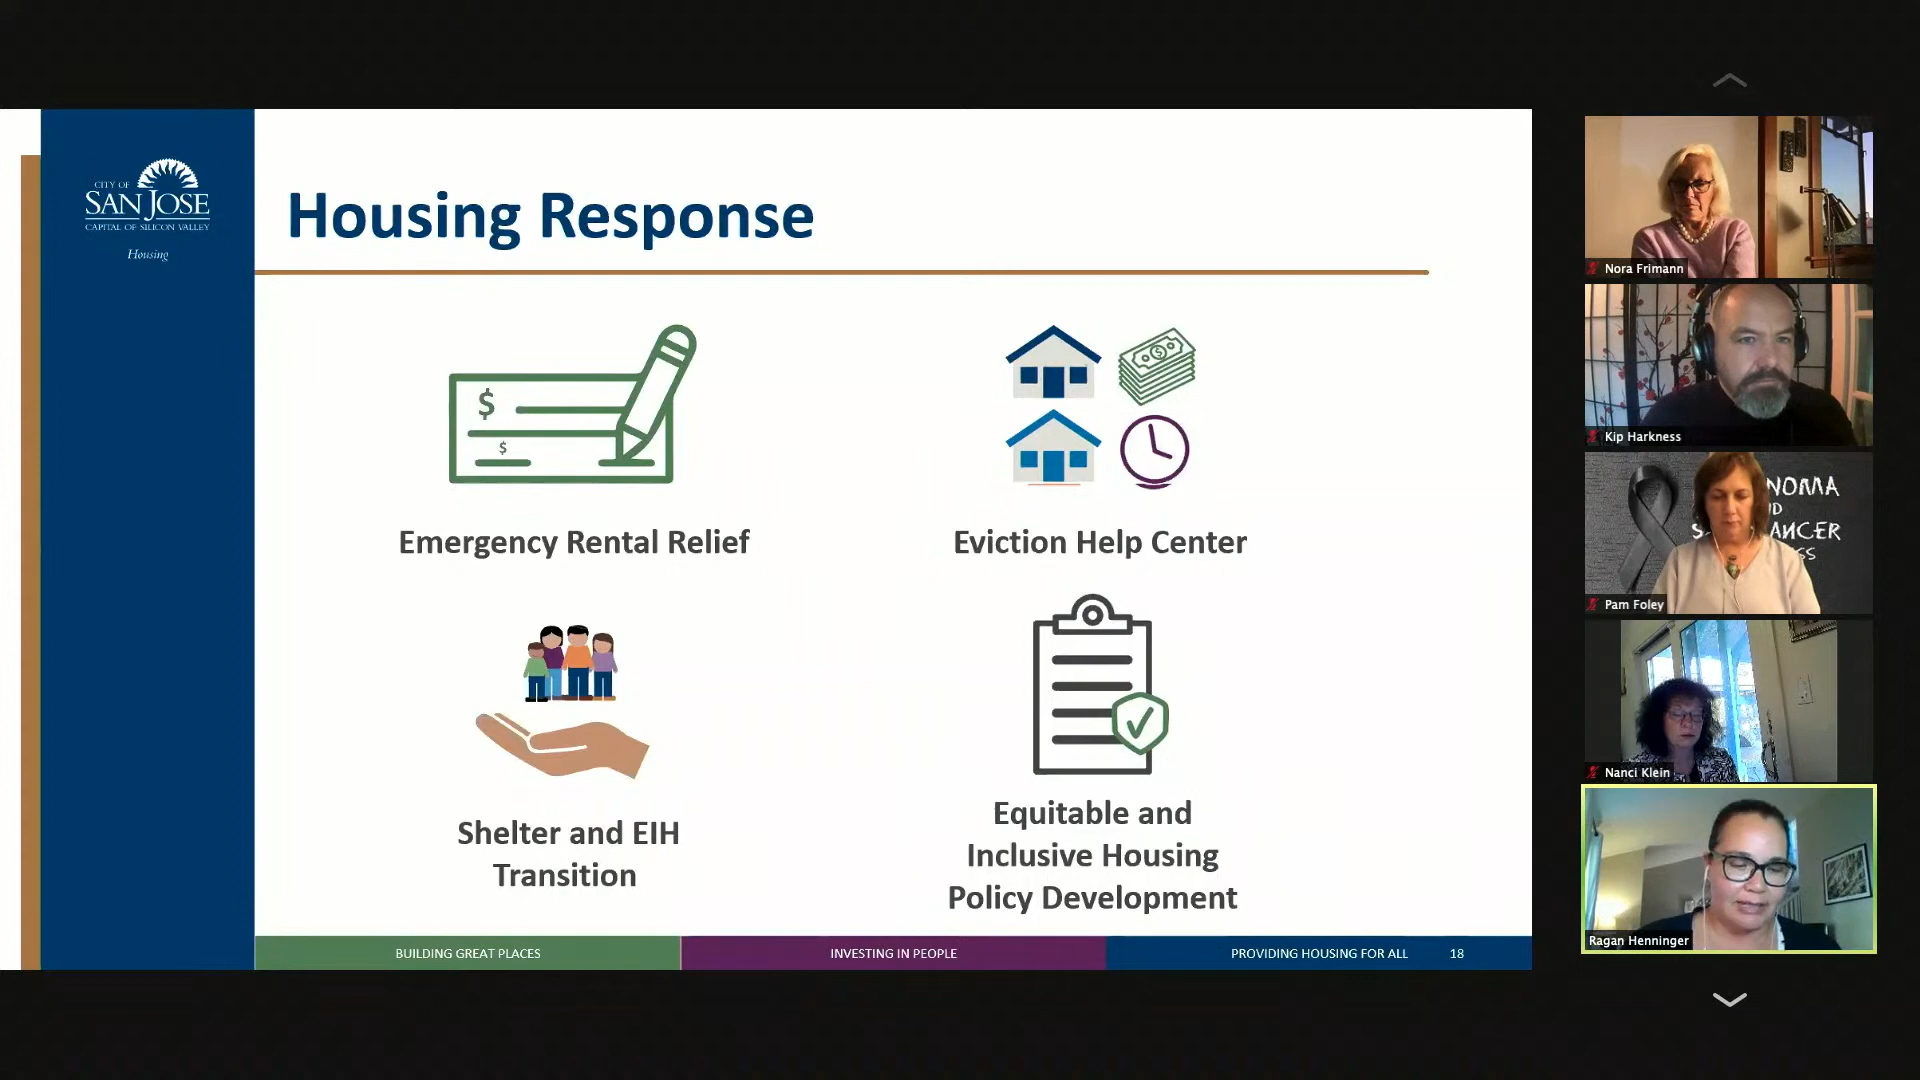 CITY OF
SAN JOSE
CAPITAL OF SILICON VALLEY
Housing
Housing Response
$
$
$
Emergency Rental Relief
Eviction Help Center
Shelter and EIH
Transition
Equitable and
Inclusive Housing
Policy Development
BUILDING GREAT PLACES
INVESTING IN PEOPLE
PROVIDING HOUSING FOR ALL
18
Nora Frimann
Kip Harkness
Pam Foley
Nanci Klein
Ragan Henninger